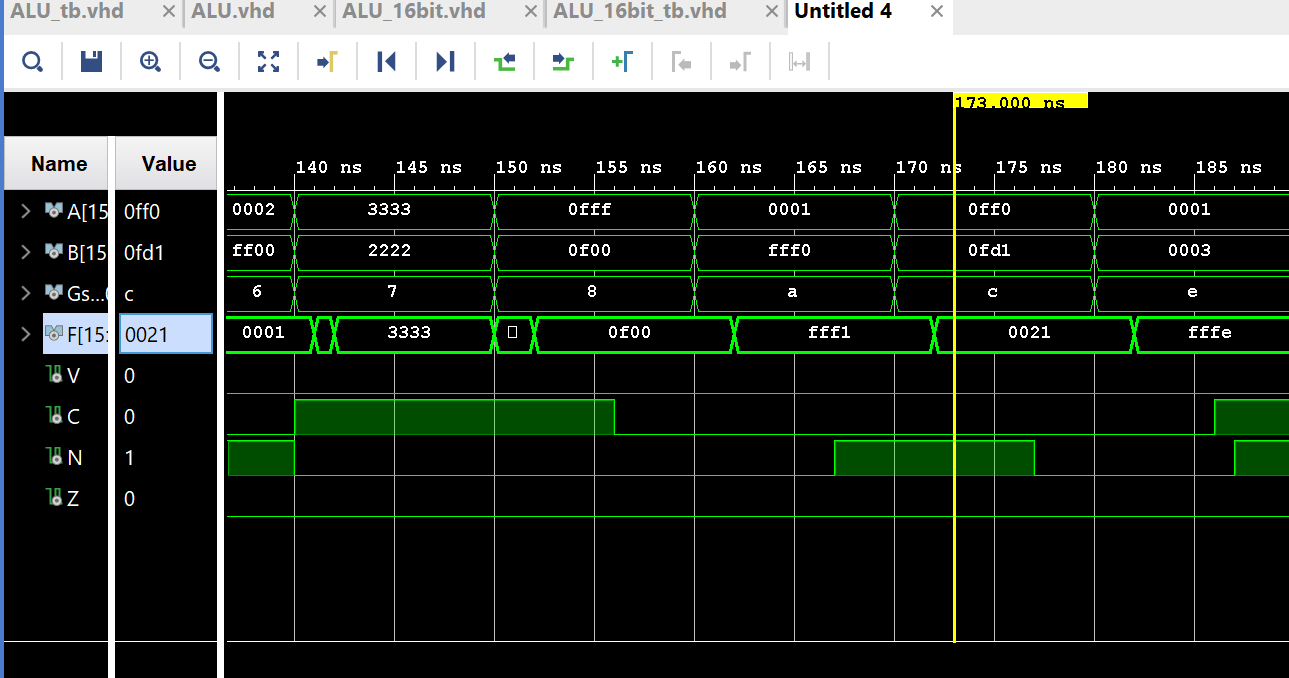 ALU_tb.vhd × ALU.vhd × ALU_16bit.vhd × ALU_16bit_tb.vhd × Untitled 4 ×
173.000 ns
Name Value
140 ns 145 ns 150 ns 155 ns 160 ns 165 ns 170 ns 175 ns 180 ns 185 ns
A[15 0ff0 0002 3333 0fff 0001 0ff0 0001
B[15 0fd1 ff00 2222 0f00 fff0 0fd1 0003
Gs...0 c 6 7 8 a c e
F[15: 0021 0001 3333 0f00 fff1 0021 fffe
V 0
C 0
N 1
Z 0